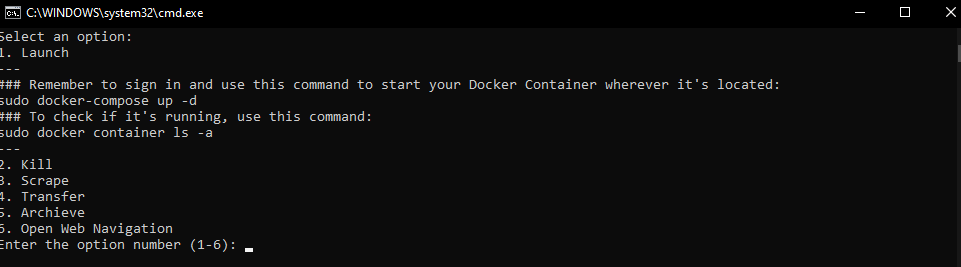 C:\WINDOWS\system32\cmd.exe
Select an option:
1. Launch
---
### Remember to sign in and use this command to start your Docker Container wherever it's located:
sudo docker-compose up -d
### To check if it's running, use this command:
sudo docker container ls -a
---
2. Kill
3. Scrape
4. Transfer
5. Archieve
6. Open Web Navigation
Enter the option number (1-6):